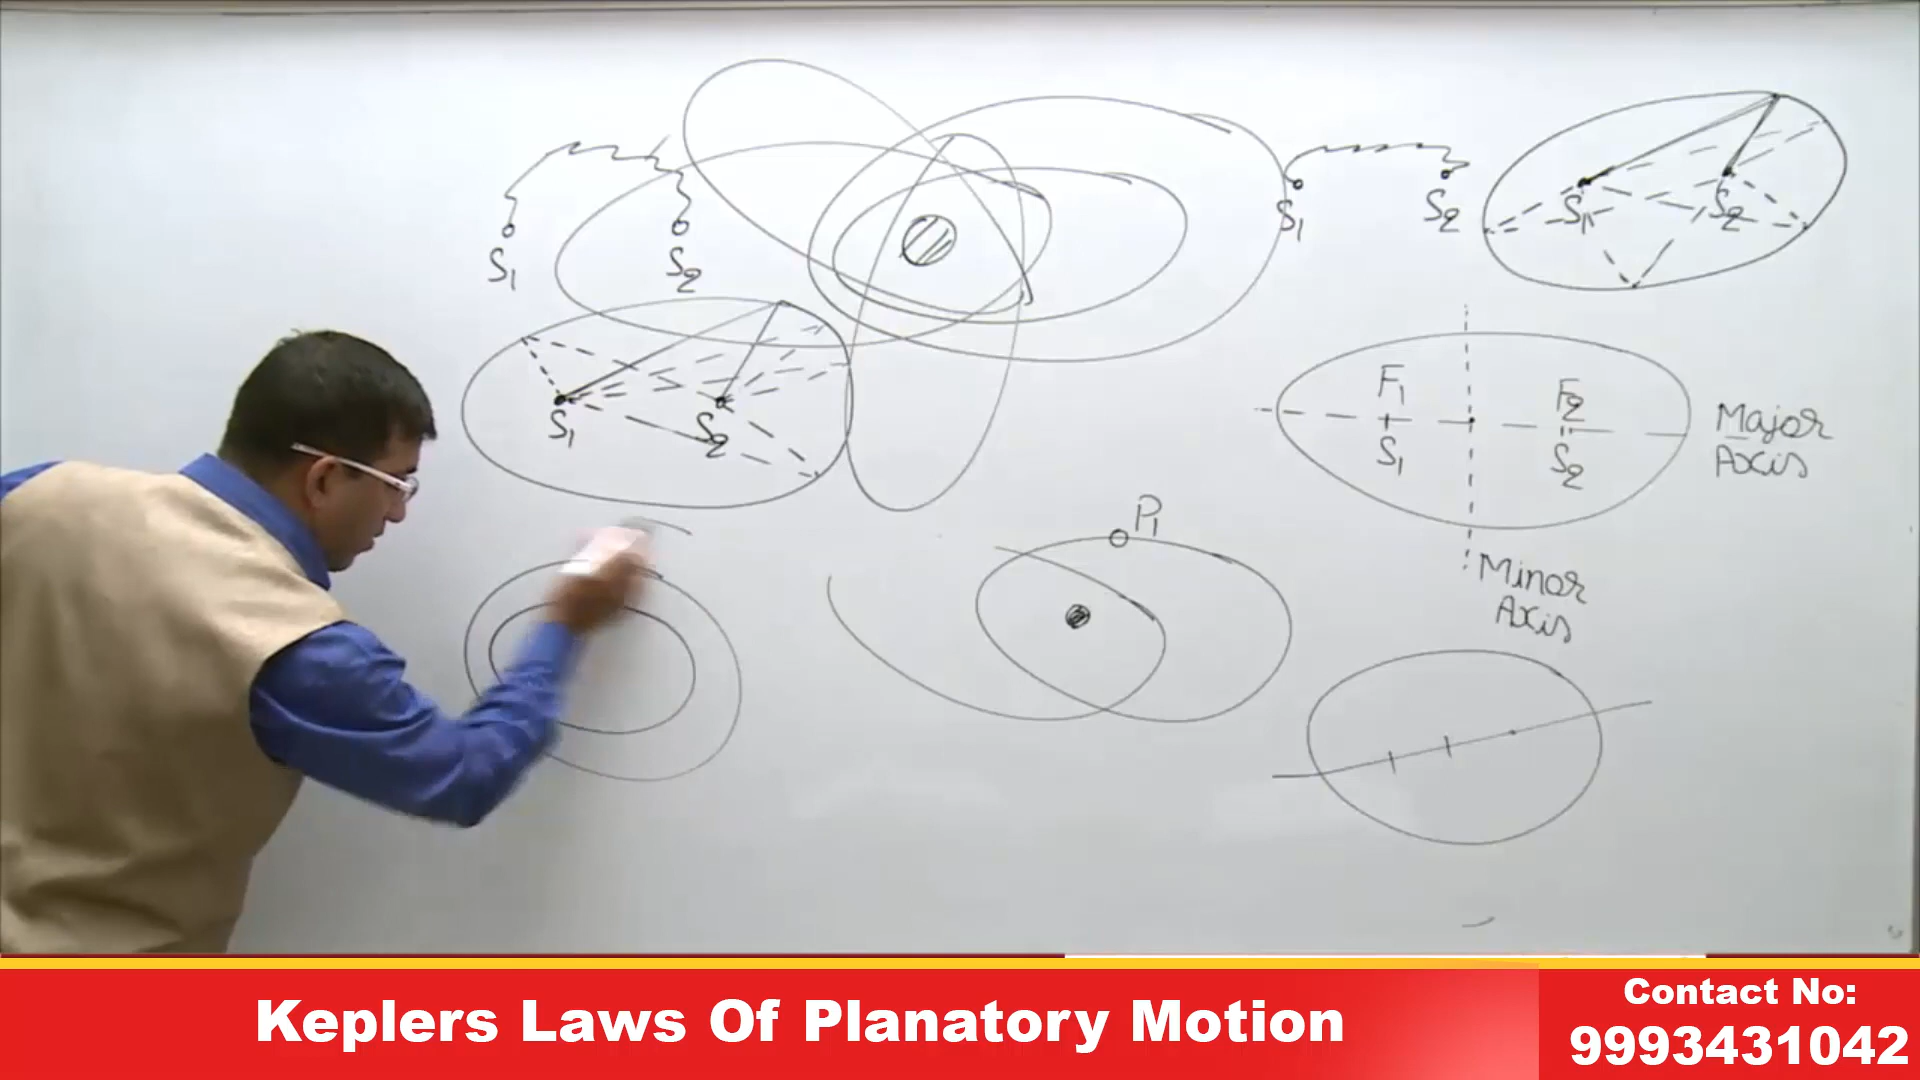 S1
S2
S1
S2
S1
S2
S1
S2
F1
F2
S1
S2
Major
Axis
P1
Minor
Axis
Keplers Laws Of Planatory Motion
Contact No:
9993431042